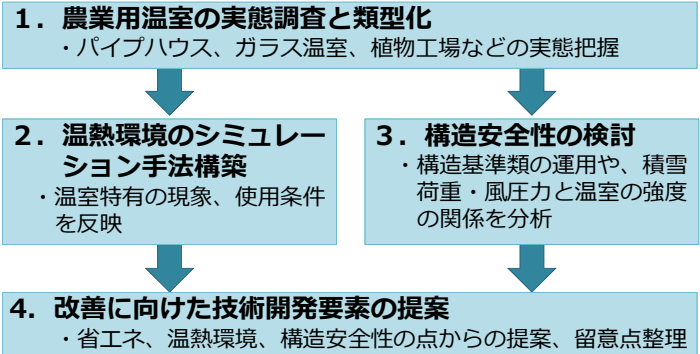 １．農業用温室の実態調査と類型化
・パイプハウス、ガラス温室、植物工場などの実態把握
２．温熱環境のシミュレー
ション手法構築
・温室特有の現象、使用条件
を反映
３．構造安全性の検討
・構造基準類の運用や、積雪
荷重・風圧力と温室の強度
の関係を分析
４．改善に向けた技術開発要素の提案
・省エネ、温熱環境、構造安全性の点からの提案、留意点整理